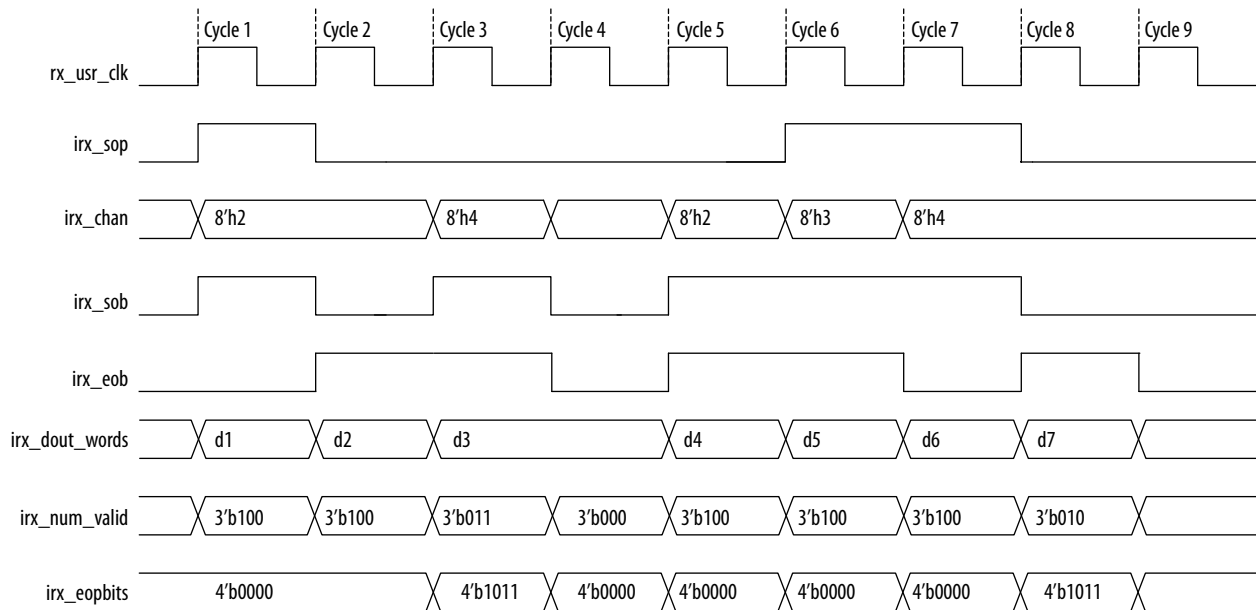 Cycle 1 Cycle 2 Cycle 3 Cycle 4 Cycle 5 Cycle 6 Cycle 7 Cycle 8 Cycle 9
rx_usr_clk
irx_sop
irx_chan 8’h2 8’h4 8’h2 8’h3 8’h4
irx_sob
irx_eob
irx_dout_words d1 d2 d3 d4 d5 d6 d7
irx_num_valid 3’b100 3’b100 3’b011 3’b000 3’b100 3’b100 3’b100 3’b010
irx_eopbits 4’b0000 4’b1011 4’b0000 4’b0000 4’b0000 4’b0000 4’b1011